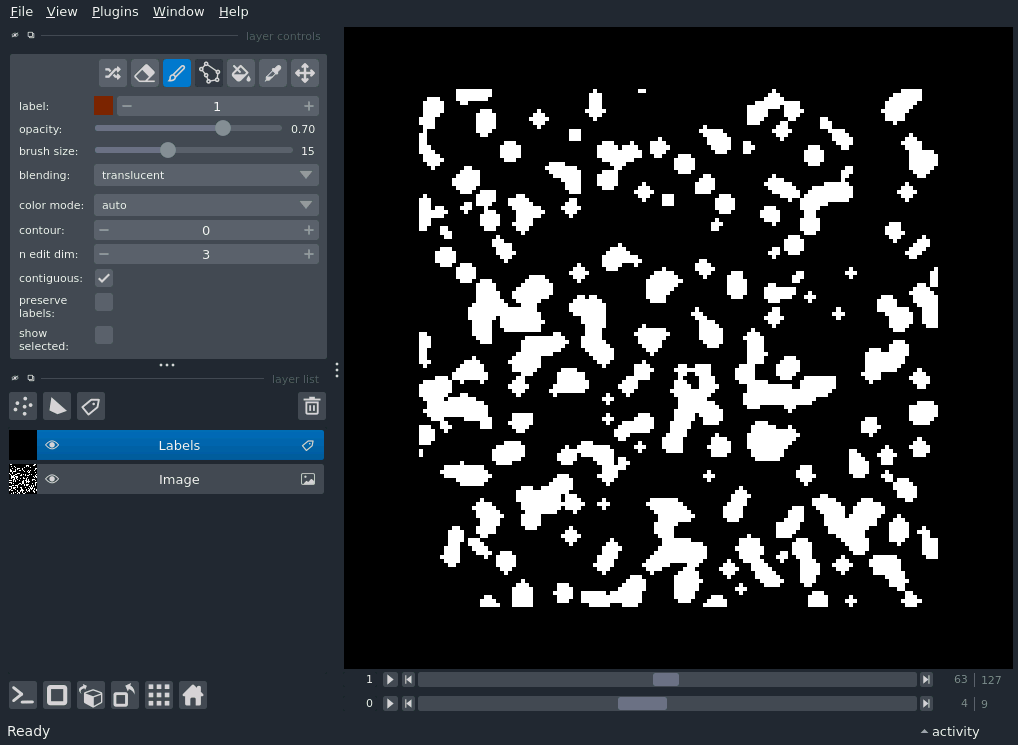 File View Plugins Window Help
layer controls
label: 1
opacity: 0.70
brush size: 15
blending: translucent
color mode: auto
contour: 0
n edit dim: 3
contiguous:
preserve
labels:
show
selected:
layer list
Labels
Image
1 63 127
0 4 9
Ready activity